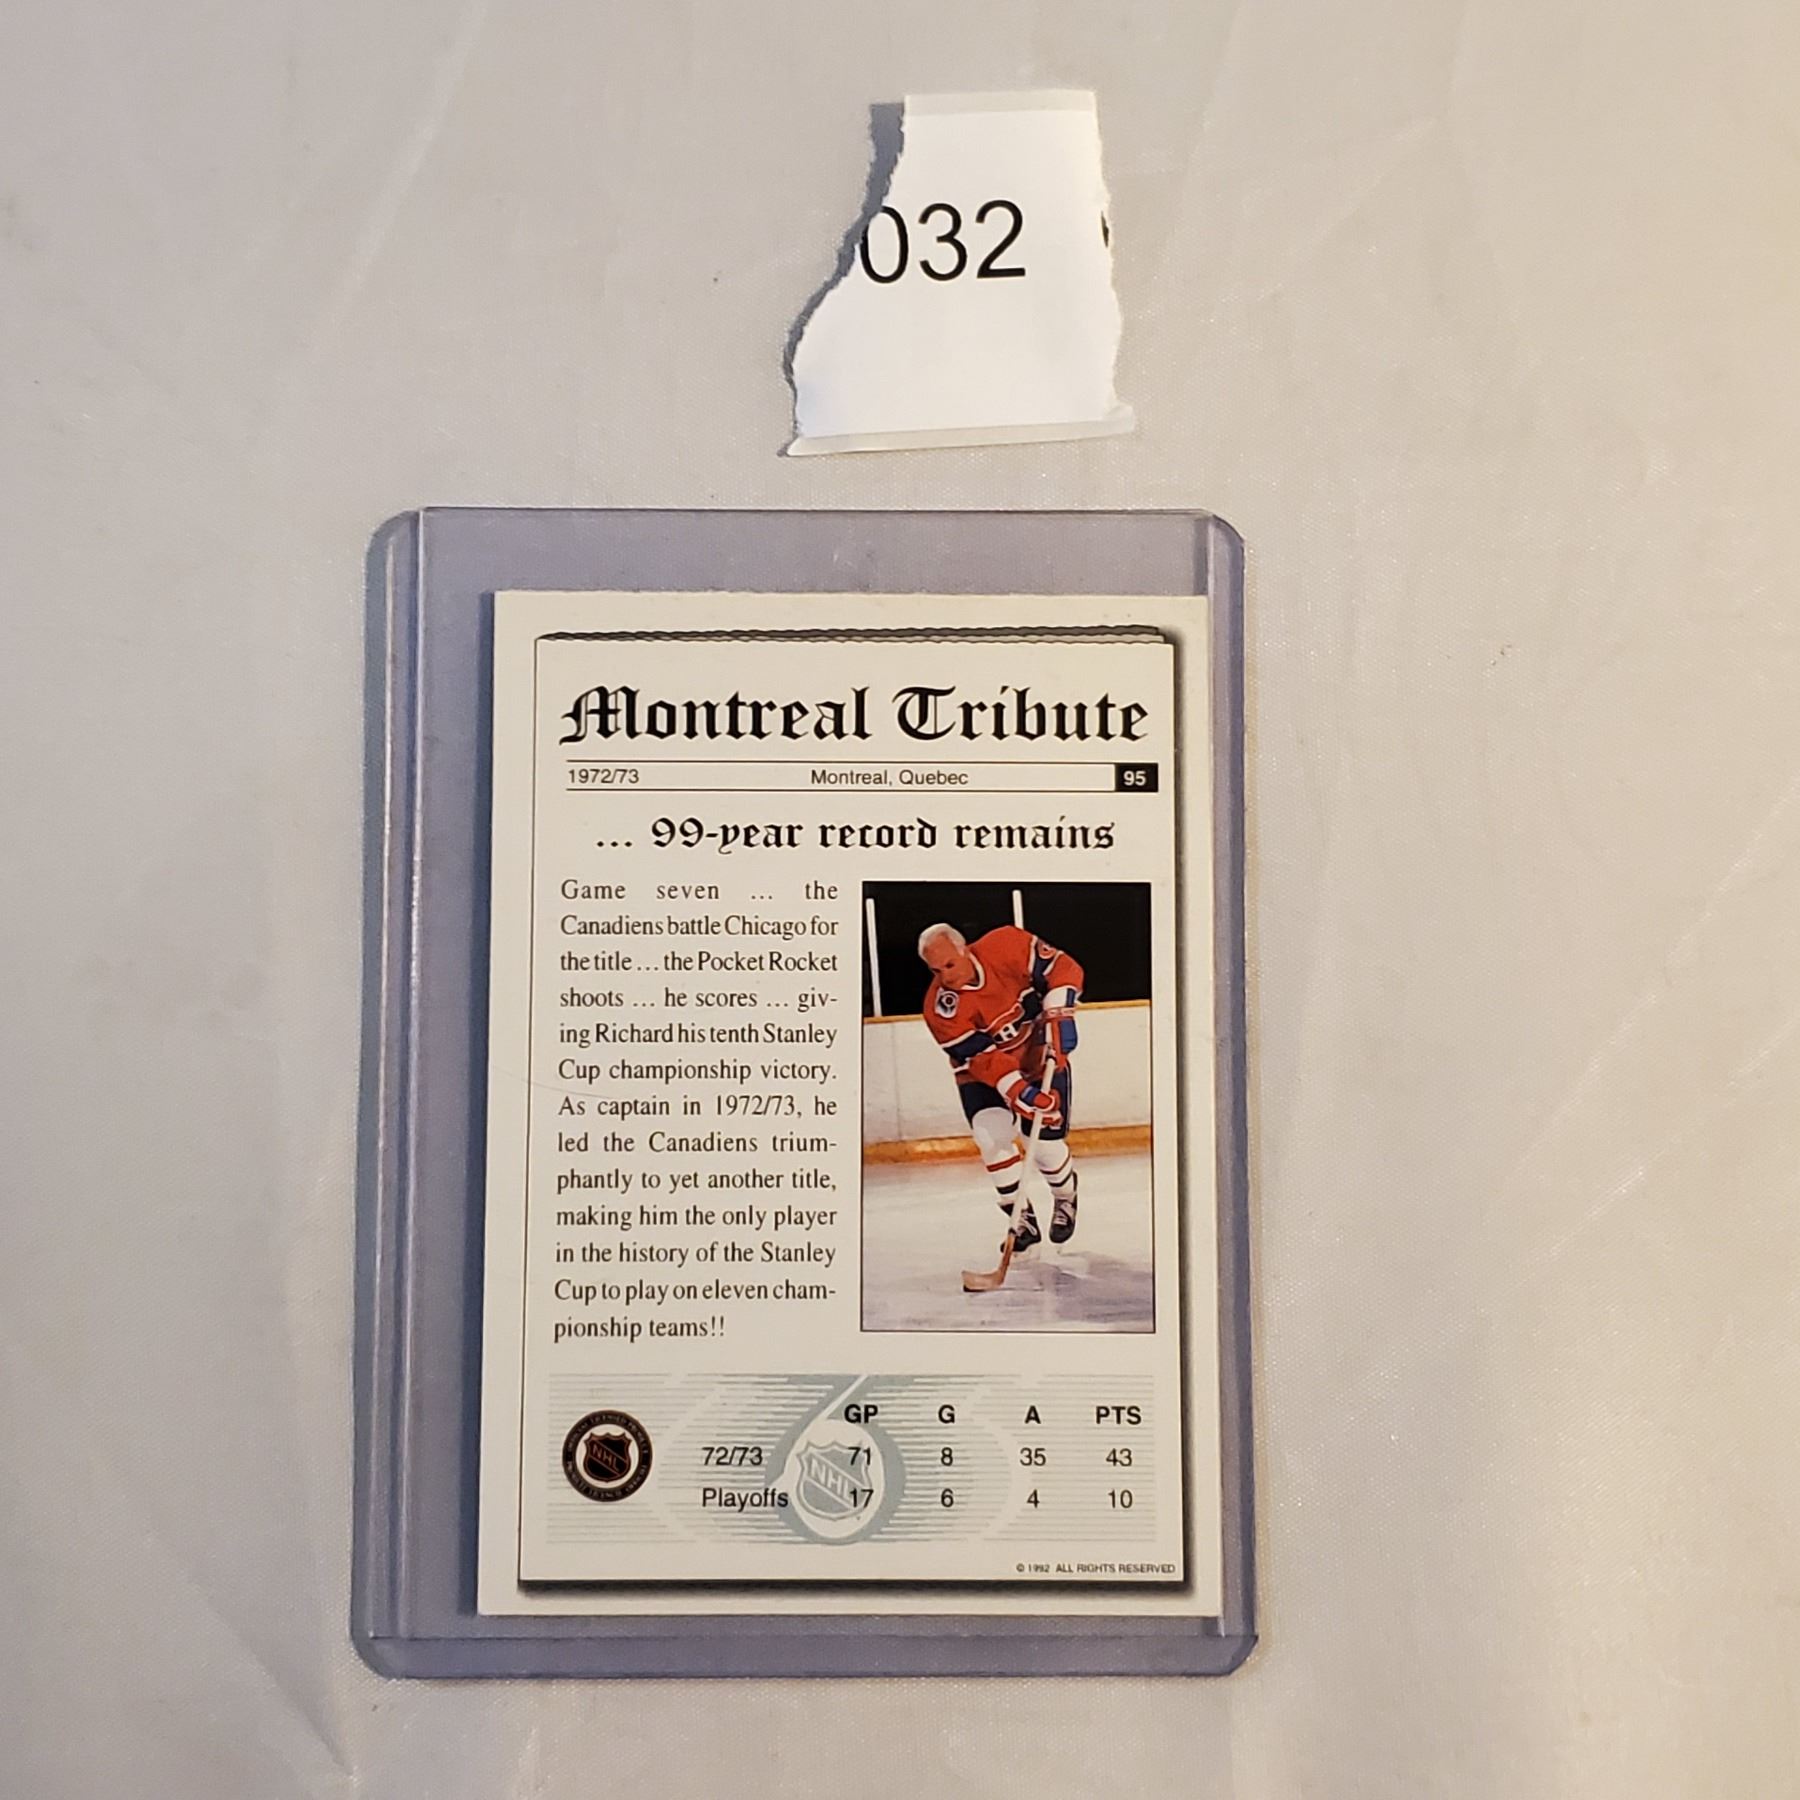 032
Montreal Tribute
1972/73 Montreal, Quebec 95
... 99-year record remains
Game seven ... the
Canadiens battle Chicago for
the title ... the Pocket Rocket
shoots ... he scores ... giv-
ing Richard his tenth Stanley
Cup championship victory.
As captain in 1972/73, he
led the Canadiens trium-
phantly to yet another title,
making him the only player
in the history of the Stanley
Cup to play on eleven cham-
pionship teams!!
GP G A PTS
72/73 71 8 35 43
Playoffs 17 6 4 10
NHL
NHL
© 1992 ALL RIGHTS RESERVED